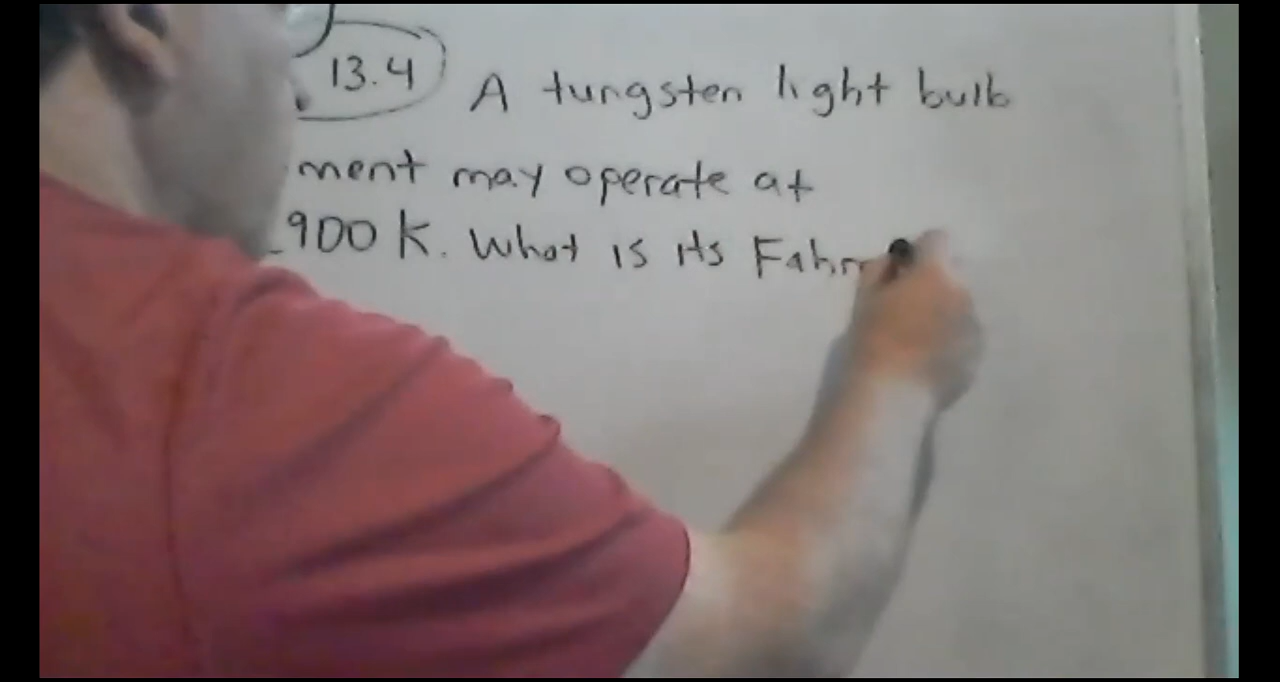 13.4 A tungsten light bulb
ment may operate at
900 K. What is its Fahr